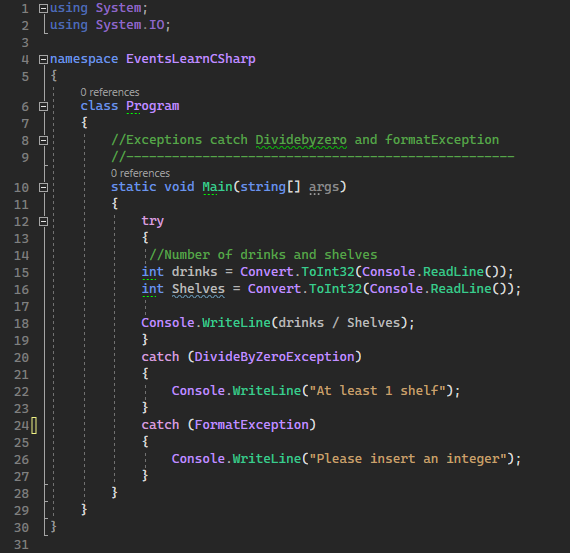 1 using System;
2 using System.IO;
3
4 namespace EventsLearnCSharp
5 {
0 references
6 class Program
7 {
8 //Exceptions catch Dividebyzero and formatException
9 //---------------------------------------------------
0 references
10 static void Main(string[] args)
11 {
12 try
13 {
14 //Number of drinks and shelves
15 int drinks = Convert.ToInt32(Console.ReadLine());
16 int Shelves = Convert.ToInt32(Console.ReadLine());
17
18 Console.WriteLine(drinks / Shelves);
19 }
20 catch (DivideByZeroException)
21 {
22 Console.WriteLine("At least 1 shelf");
23 }
24 catch (FormatException)
25 {
26 Console.WriteLine("Please insert an integer");
27 }
28 }
29 }
30 }
31